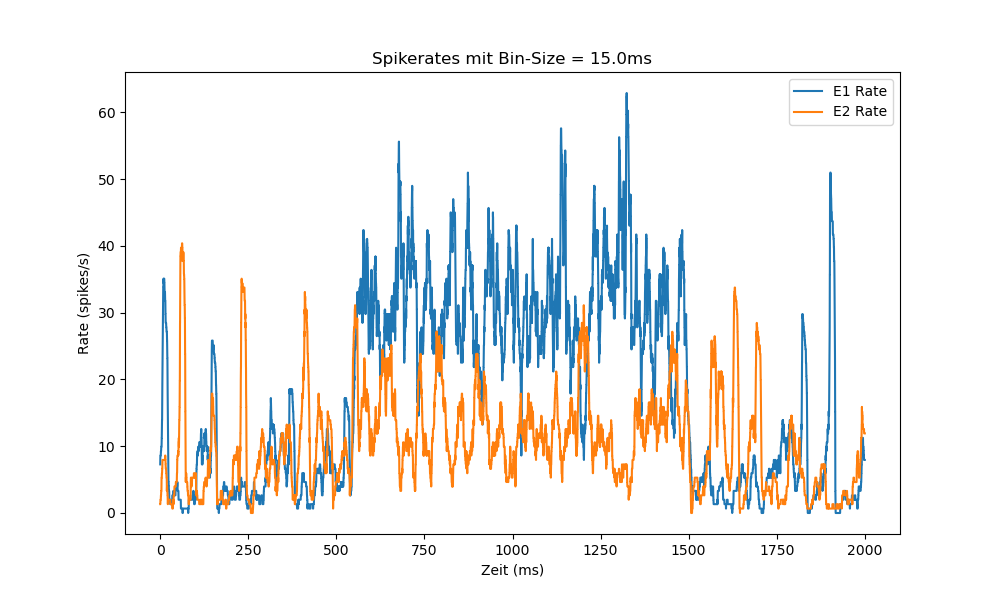 Spikerates mit Bin-Size = 15.0ms
E1 Rate
E2 Rate
Rate (spikes/s)
60
50
40
30
20
10
0
0 250 500 750 1000 1250 1500 1750 2000
Zeit (ms)